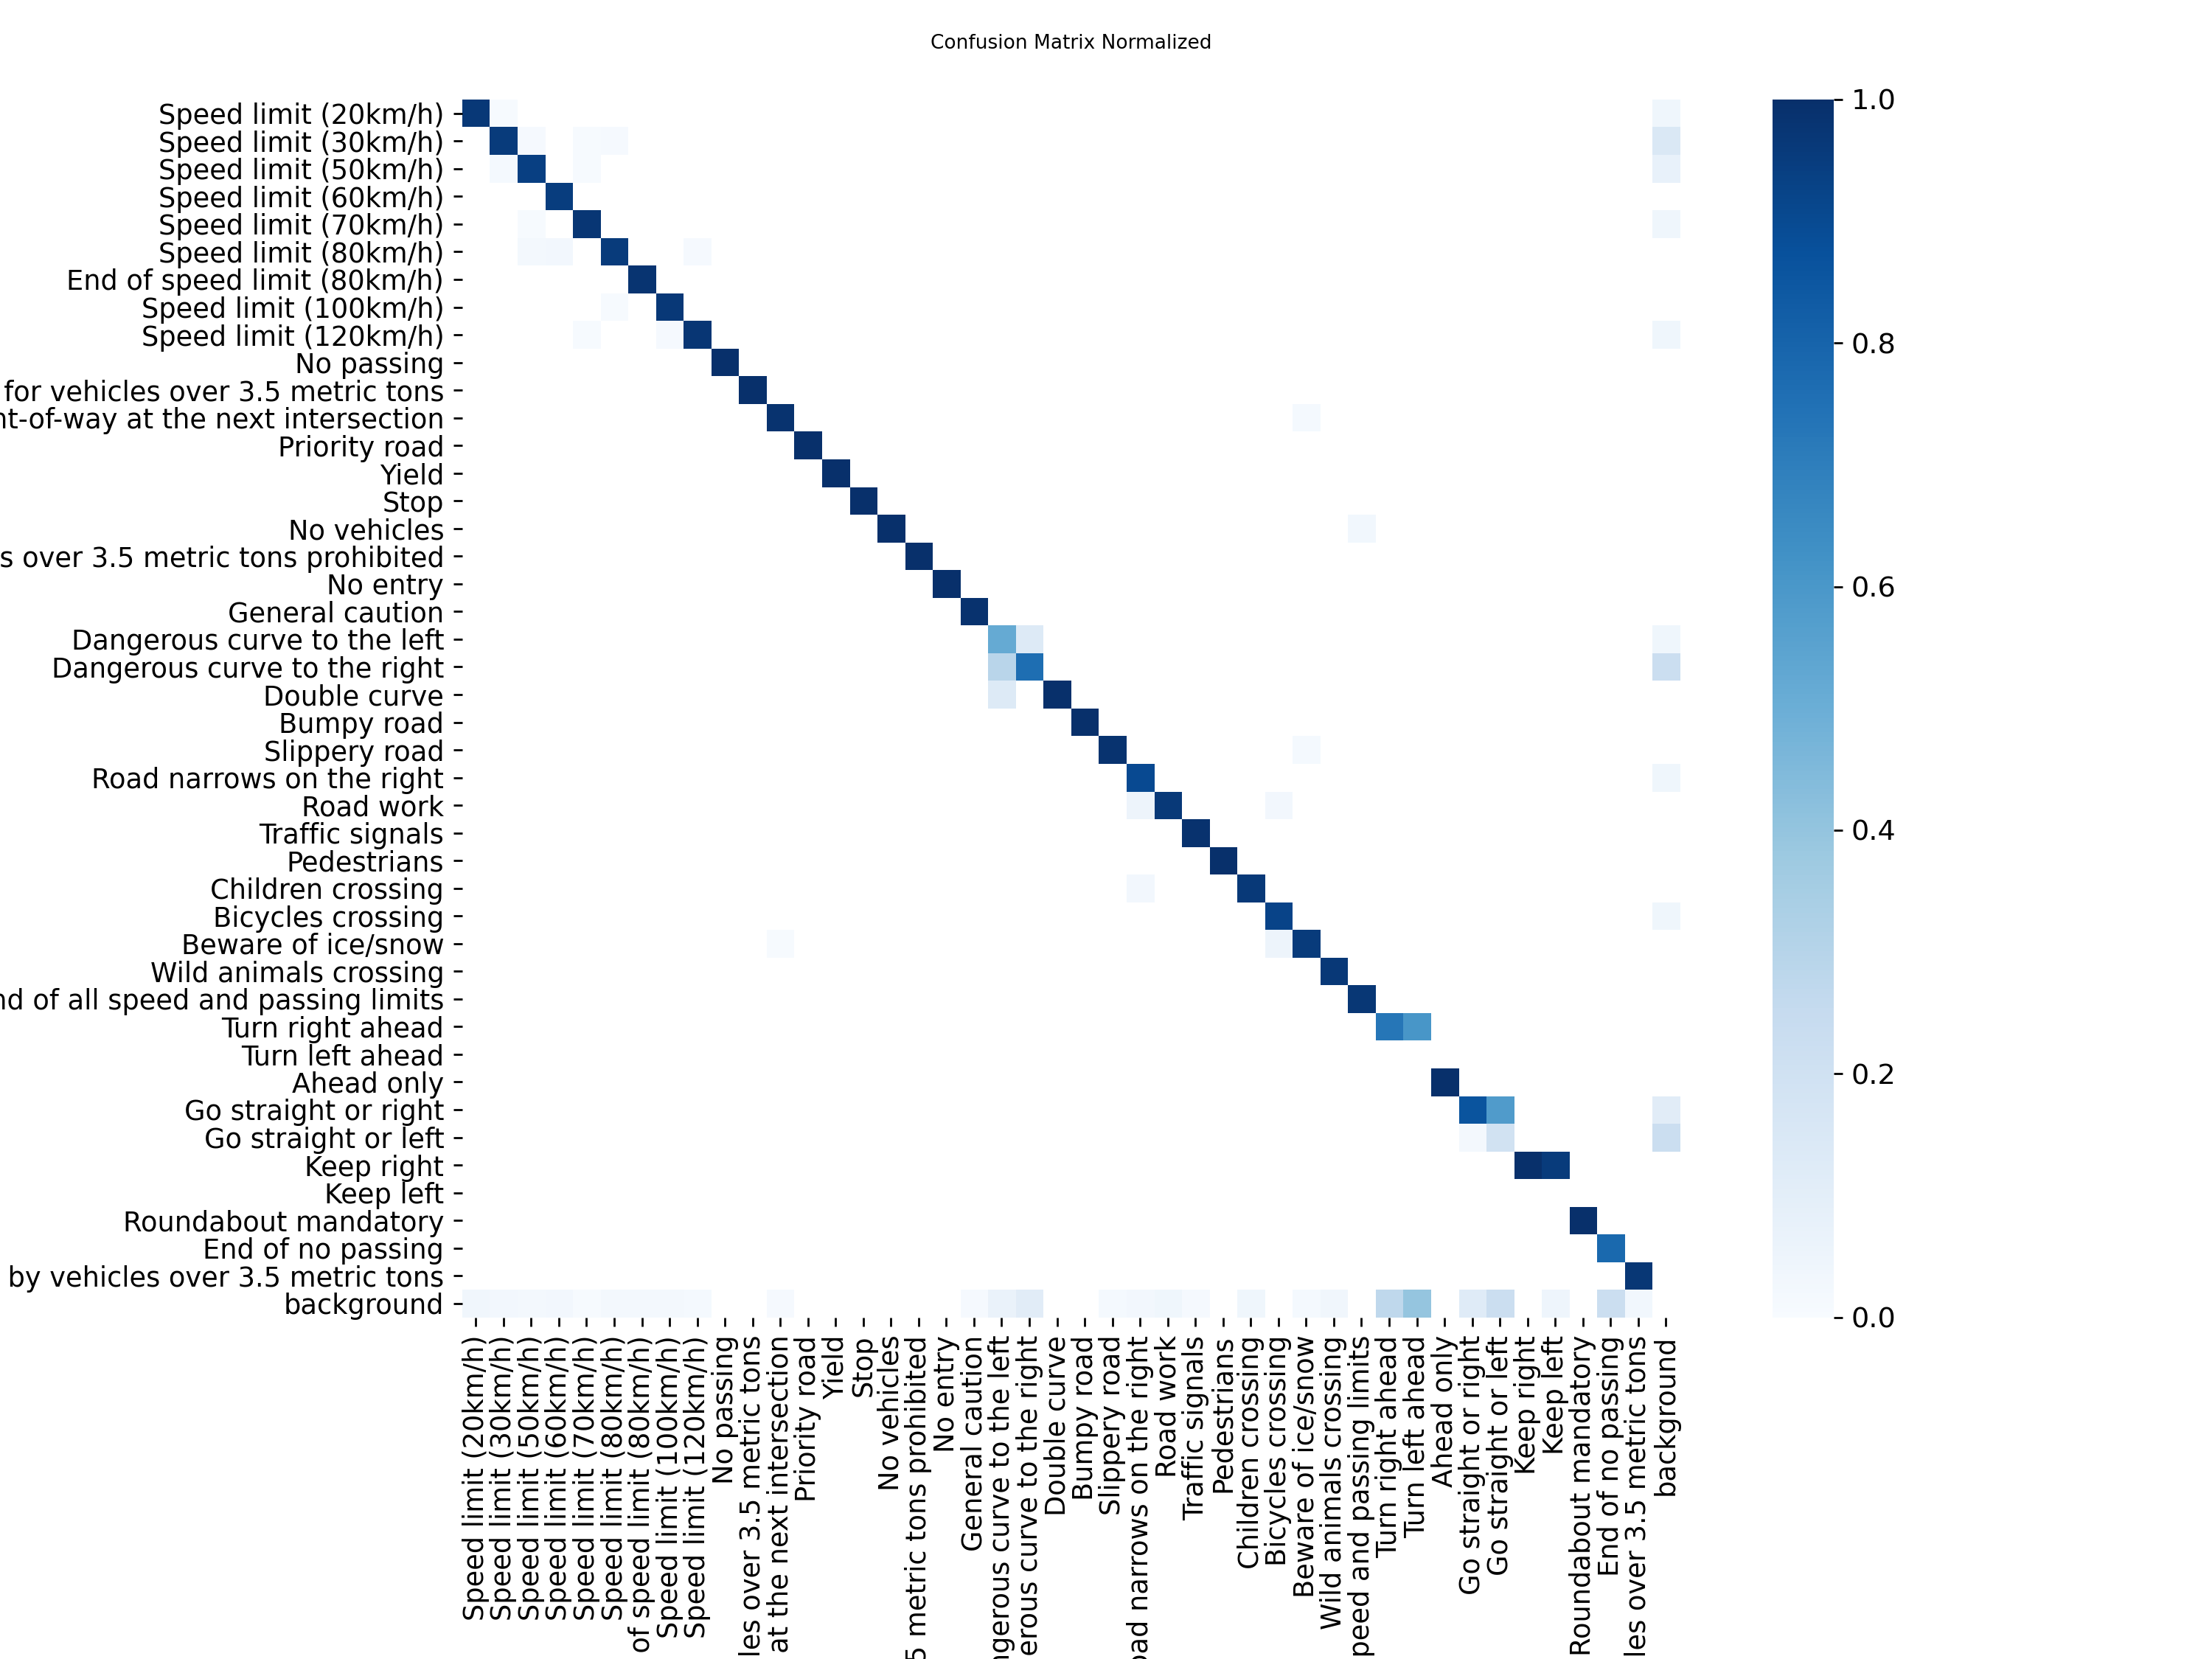 Confusion Matrix Normalized
Speed limit (20km/h)
Speed limit (30km/h)
Speed limit (50km/h)
Speed limit (60km/h)
Speed limit (70km/h)
Speed limit (80km/h)
End of speed limit (80km/h)
Speed limit (100km/h)
Speed limit (120km/h)
No passing
for vehicles over 3.5 metric tons
ht-of-way at the next intersection
Priority road
Yield
Stop
No vehicles
s over 3.5 metric tons prohibited
No entry
General caution
Dangerous curve to the left
Dangerous curve to the right
Double curve
Bumpy road
Slippery road
Road narrows on the right
Road work
Traffic signals
Pedestrians
Children crossing
Bicycles crossing
Beware of ice/snow
Wild animals crossing
nd of all speed and passing limits
Turn right ahead
Turn left ahead
Ahead only
Go straight or right
Go straight or left
Keep right
Keep left
Roundabout mandatory
End of no passing
by vehicles over 3.5 metric tons
background
Speed limit (20km/h)
Speed limit (30km/h)
Speed limit (50km/h)
Speed limit (60km/h)
Speed limit (70km/h)
Speed limit (80km/h)
of speed limit (80km/h)
Speed limit (100km/h)
Speed limit (120km/h)
No passing
les over 3.5 metric tons
at the next intersection
Priority road
Yield
Stop
No vehicles
5 metric tons prohibited
No entry
General caution
ngerous curve to the left
erous curve to the right
Double curve
Bumpy road
Slippery road
oad narrows on the right
Road work
Traffic signals
Pedestrians
Children crossing
Bicycles crossing
Beware of ice/snow
Wild animals crossing
peed and passing limits
Turn right ahead
Turn left ahead
Ahead only
Go straight or right
Go straight or left
Keep right
Keep left
Roundabout mandatory
End of no passing
les over 3.5 metric tons
background
1.0
0.8
0.6
0.4
0.2
0.0